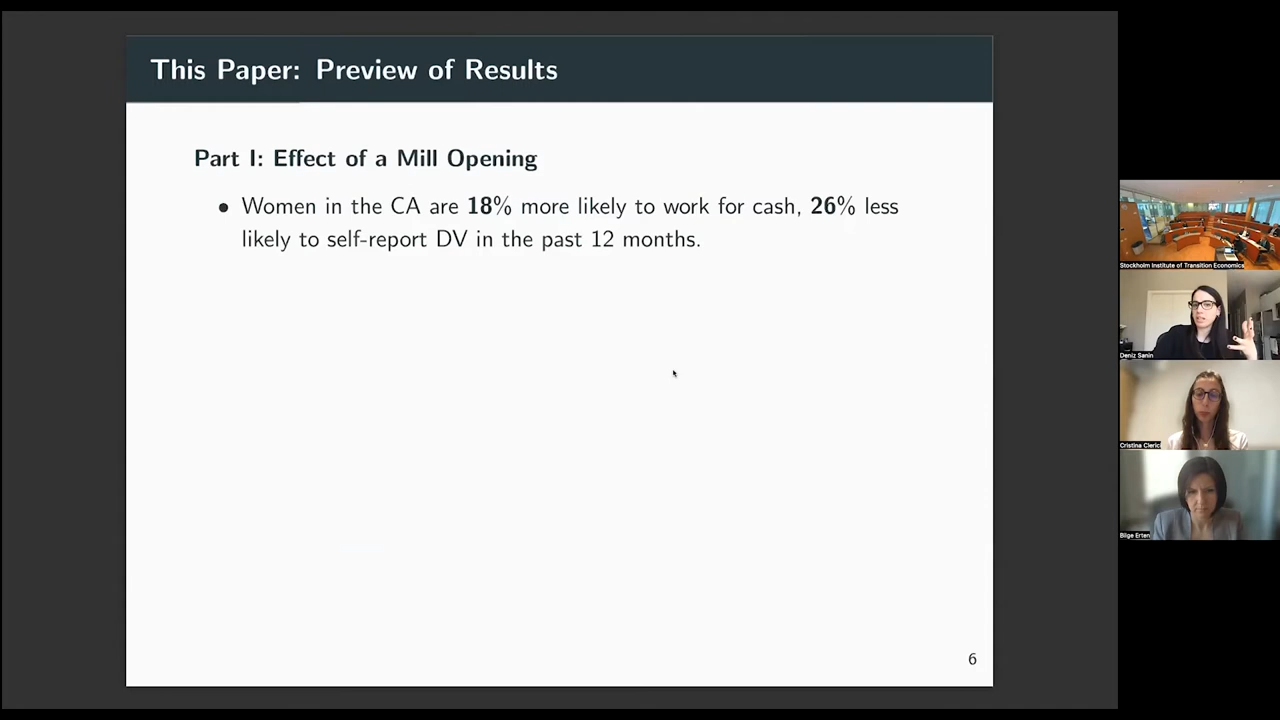 This Paper: Preview of Results
Part I: Effect of a Mill Opening
• Women in the CA are 18% more likely to work for cash, 26% less
likely to self-report DV in the past 12 months.
6
Stockholm Institute of Transition Economics
Deniz Sanin
Cristina Clerici
Bilge Erten